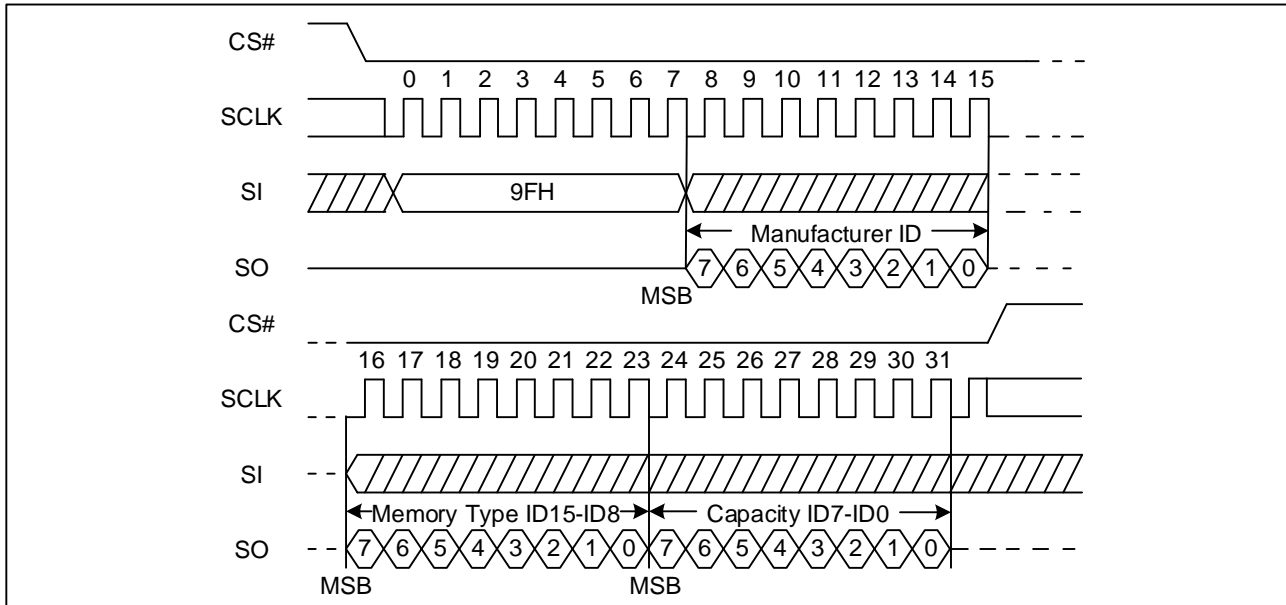 CS#
0 1 2 3 4 5 6 7 8 9 10 11 12 13 14 15
SCLK
SI
9FH
Manufacturer ID
SO
7 6 5 4 3 2 1 0
MSB
CS#
16 17 18 19 20 21 22 23 24 25 26 27 28 29 30 31
SCLK
SI
Memory Type ID15-ID8 Capacity ID7-ID0
SO
7 6 5 4 3 2 1 0 7 6 5 4 3 2 1 0
MSB MSB